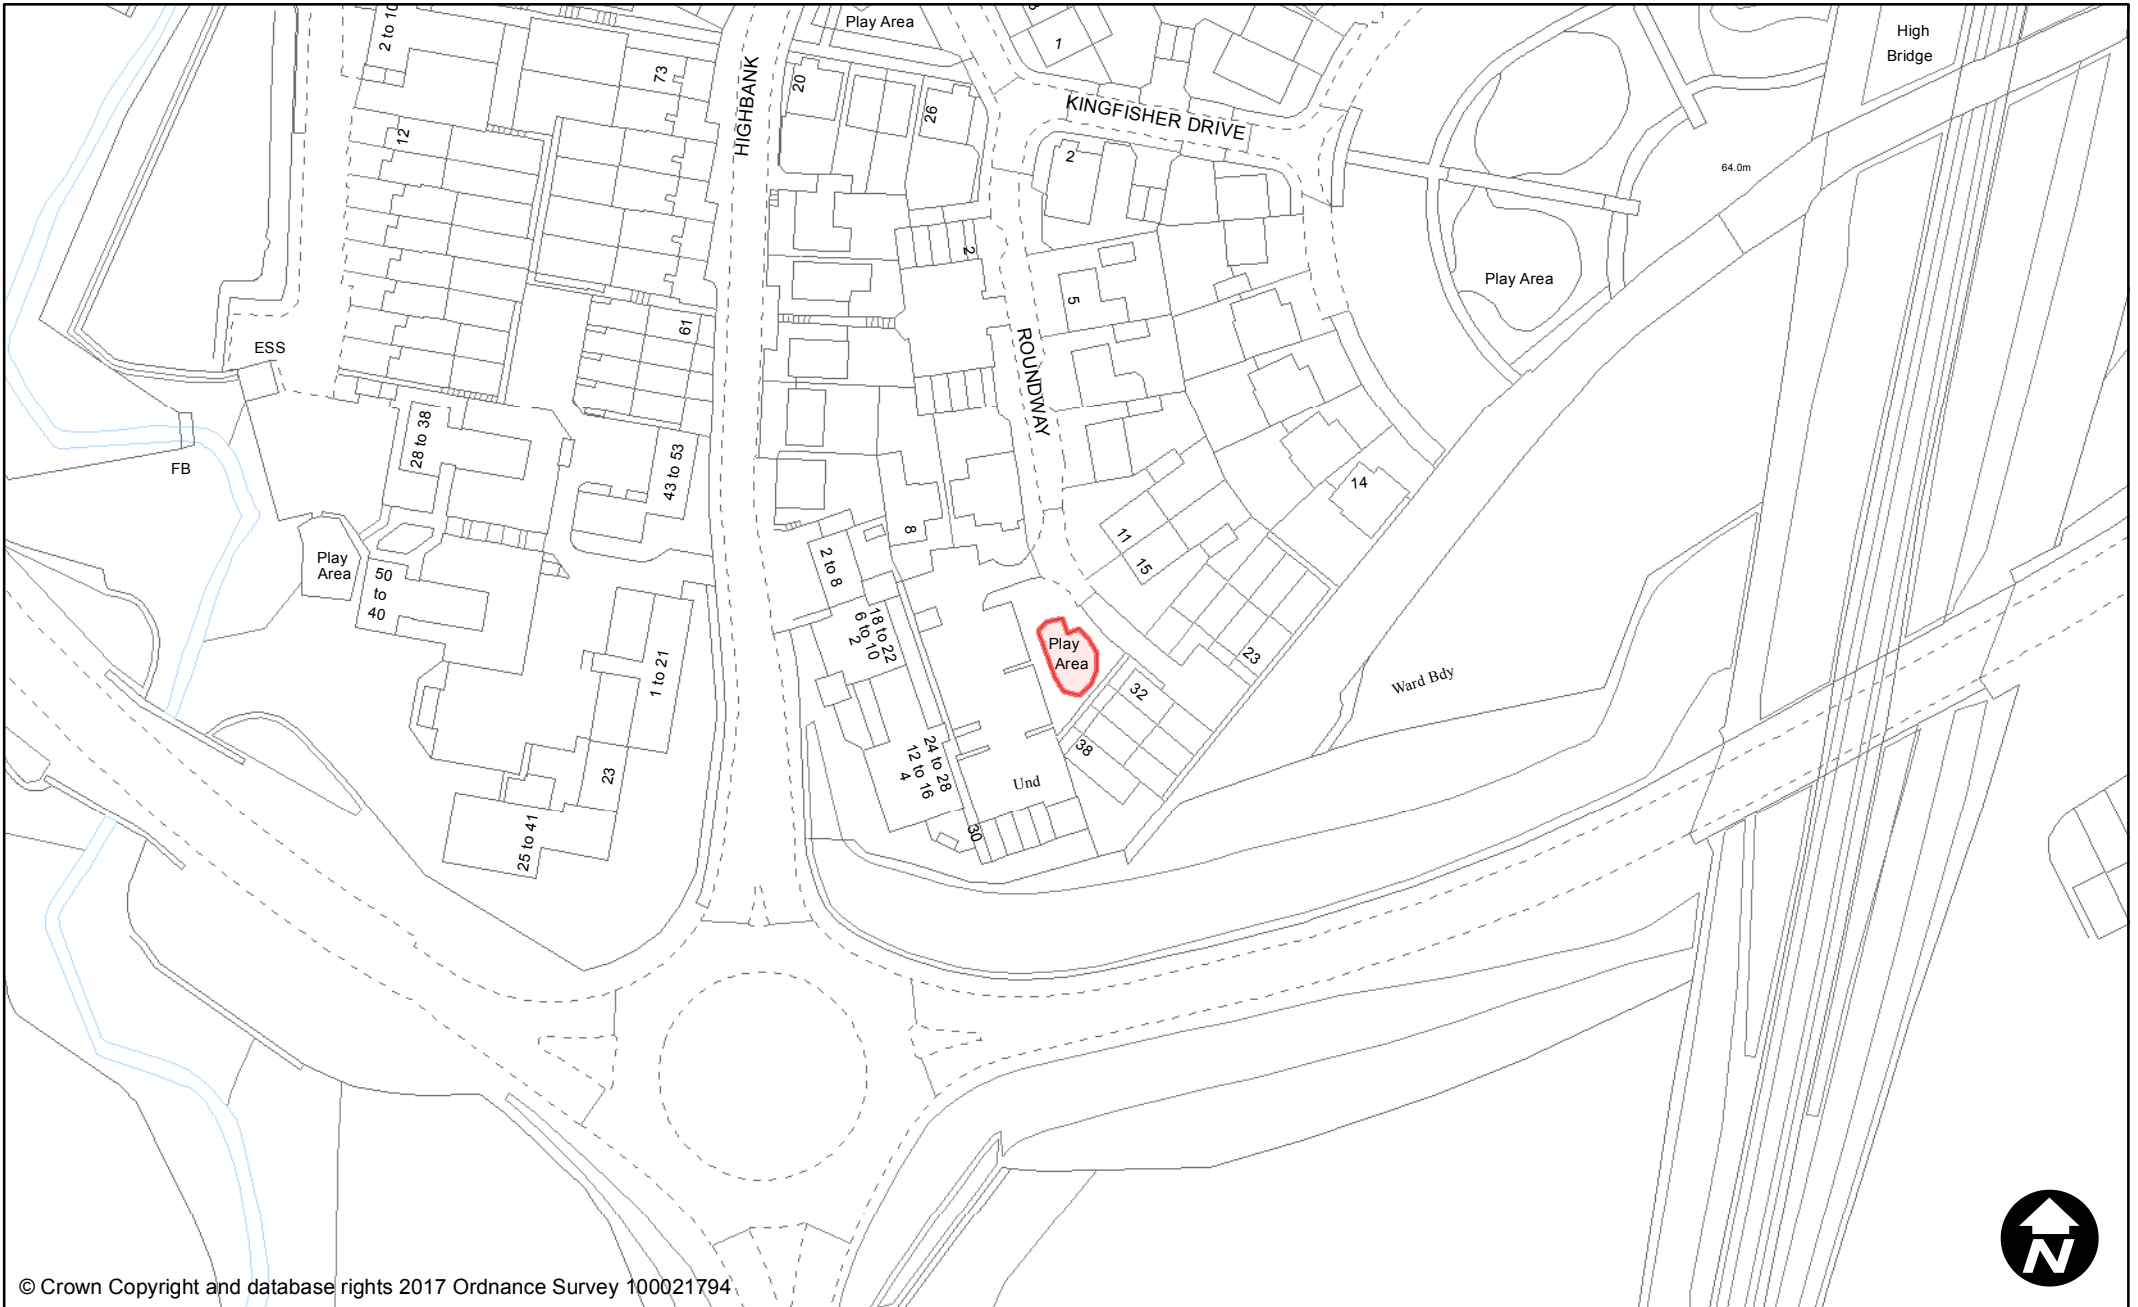 2 to 10
Play Area
1
High
Bridge
73
HIGHBANK
20
26
KINGFISHER DRIVE
12
2
64.0m
2
Play Area
5
61
ESS
ROUNDWAY
28 to 38
43 to 53
FB
14
8
11
15
Play
Area
50
to
40
2 to 8
18 to 22
6 to 10
2
Play
Area
23
1 to 21
32
Ward Bdy
38
24 to 28
12 to 16
4
23
Und
30
25 to 41
N
© Crown Copyright and database rights 2017 Ordnance Survey 100021794